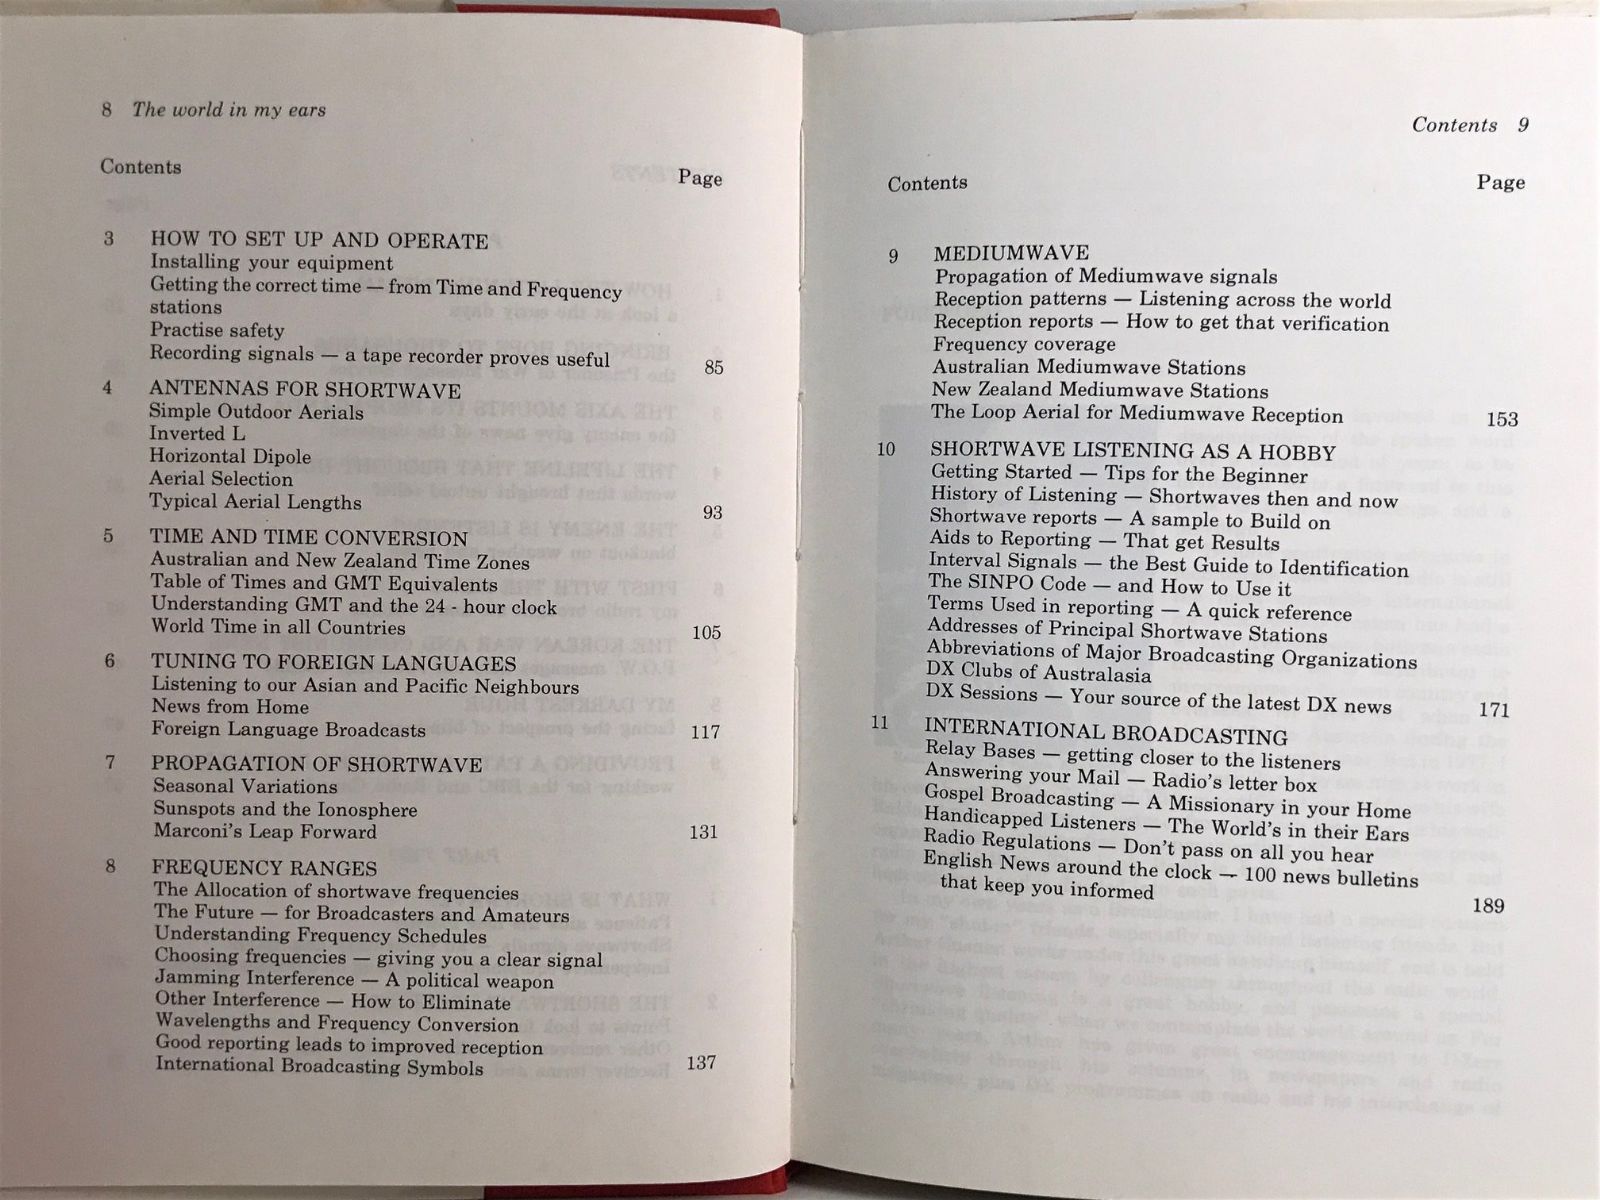 8 The world in my ears
Contents
Page
3 HOW TO SET UP AND OPERATE
Installing your equipment
Getting the correct time — from Time and Frequency
stations
Practise safety
Recording signals — a tape recorder proves useful 85
4 ANTENNAS FOR SHORTWAVE
Simple Outdoor Aerials
Inverted L
Horizontal Dipole
Aerial Selection
Typical Aerial Lengths 93
5 TIME AND TIME CONVERSION
Australian and New Zealand Time Zones
Table of Times and GMT Equivalents
Understanding GMT and the 24 - hour clock
World Time in all Countries 105
6 TUNING TO FOREIGN LANGUAGES
Listening to our Asian and Pacific Neighbours
News from Home
Foreign Language Broadcasts 117
7 PROPAGATION OF SHORTWAVE
Seasonal Variations
Sunspots and the Ionosphere
Marconi's Leap Forward 131
8 FREQUENCY RANGES
The Allocation of shortwave frequencies
The Future — for Broadcasters and Amateurs
Understanding Frequency Schedules
Choosing frequencies — giving you a clear signal
Jamming Interference — A political weapon
Other Interference — How to Eliminate
Wavelengths and Frequency Conversion
Good reporting leads to improved reception
International Broadcasting Symbols 137
Contents 9
Contents
Page
9 MEDIUMWAVE
Propagation of Mediumwave signals
Reception patterns — Listening across the world
Reception reports — How to get that verification
Frequency coverage
Australian Mediumwave Stations
New Zealand Mediumwave Stations
The Loop Aerial for Mediumwave Reception 153
10 SHORTWAVE LISTENING AS A HOBBY
Getting Started — Tips for the Beginner
History of Listening — Shortwaves then and now
Shortwave reports — A sample to Build on
Aids to Reporting — That get Results
Interval Signals — the Best Guide to Identification
The SINPO Code — and How to Use it
Terms Used in reporting — A quick reference
Addresses of Principal Shortwave Stations
Abbreviations of Major Broadcasting Organizations
DX Clubs of Australasia
DX Sessions — Your source of the latest DX news 171
11 INTERNATIONAL BROADCASTING
Relay Bases — getting closer to the listeners
Answering your Mail — Radio's letter box
Gospel Broadcasting — A Missionary in your Home
Handicapped Listeners — The World's in their Ears
Radio Regulations — Don't pass on all you hear
English News around the clock — 100 news bulletins
that keep you informed 189